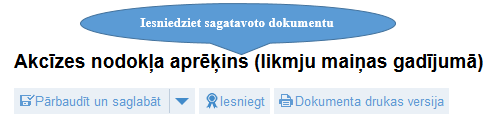 Iesniedziet sagatavoto dokumentu
Akcīzes nodokļa aprēķins (likmju maiņas gadījumā)
Pārbaudīt un saglabāt Iesniegt Dokumenta drukas versija